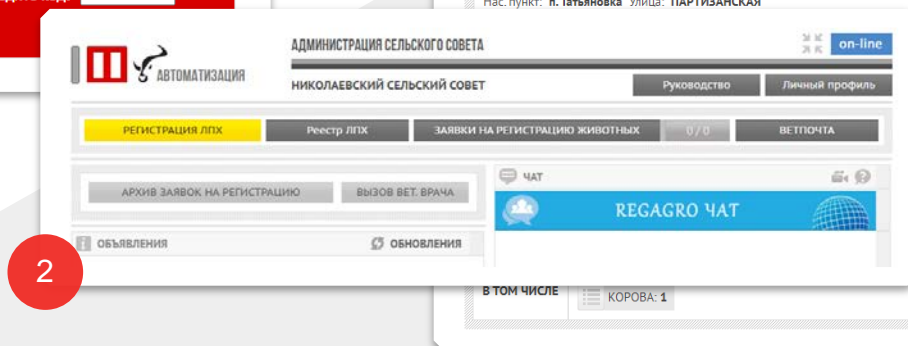 Нас. пункт: п. Татьяновка Улица: ПАРТИЗАНСКАЯ
АВТОМАТИЗАЦИЯ
АДМИНИСТРАЦИЯ СЕЛЬСКОГО СОВЕТА
on-line
НИКОЛАЕВСКИЙ СЕЛЬСКИЙ СОВЕТ
Руководство
Личный профиль
РЕГИСТРАЦИЯ ЛПХ
Реестр ЛПХ
ЗАЯВКИ НА РЕГИСТРАЦИЮ ЖИВОТНЫХ
0 / 0
ВЕТПОЧТА
АРХИВ ЗАЯВОК НА РЕГИСТРАЦИЮ
ВЫЗОВ ВЕТ. ВРАЧА
ЧАТ
REGAGRO ЧАТ
ОБЪЯВЛЕНИЯ
ОБНОВЛЕНИЯ
2
В ТОМ ЧИСЛЕ
КОРОВА: 1